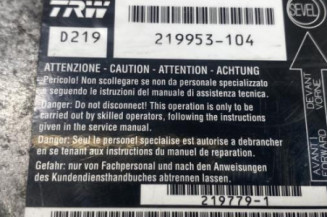 TRW
D219
219953-104
SEVEL
ATTENZIONE - CAUTION - ATTENTION - ACHTUNG
Pericolo! Non scollegare se non da personale specializzato
e seguendo le istruzioni del manuale di assistenza tecnica.
Danger: Do not disconnect! This operation is only to be
carried out by skilled operators, following the instructions
given in the service manual.
Danger: Seul le personel specialise est autorise a debrancher
en se tenant aux instructions du manuel de reparation.
Gefahr: nur von Fachpersonal und nach den Anweisungen
des Kundendiensthandbuches abtrennen lassen.
DEVANT
AVANTI
VORNE
219779-1